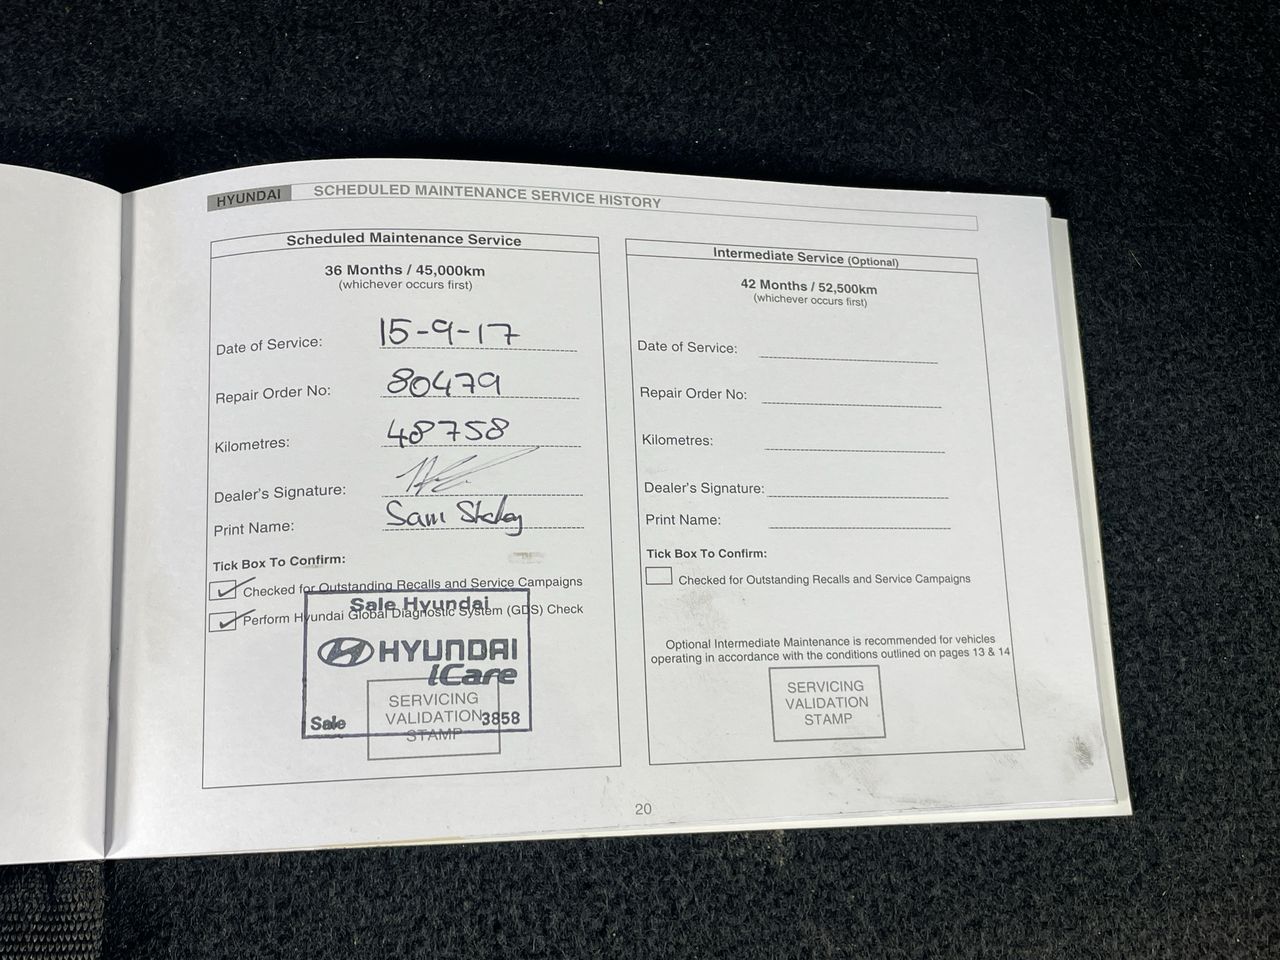 HYUNDAI
SCHEDULED MAINTENANCE SERVICE HISTORY
Scheduled Maintenance Service
36 Months / 45,000km
(whichever occurs first)
Date of Service: 15-9-17
Repair Order No: 80479
Kilometres: 48758
Dealer's Signature:
Print Name: Sam
Tick Box To Confirm:
Checked for Outstanding Recalls and Service Campaigns
Perform Hyundai Global Diagnostic System (GDS) Check
Sale Hyundai
HYUNDAI
iCare
Sale 3858
SERVICING
VALIDATION
STAMP
Intermediate Service (Optional)
42 Months / 52,500km
(whichever occurs first)
Date of Service:
Repair Order No:
Kilometres:
Dealer's Signature:
Print Name:
Tick Box To Confirm:
Checked for Outstanding Recalls and Service Campaigns
Optional Intermediate Maintenance is recommended for vehicles
operating in accordance with the conditions outlined on pages 13 & 14
SERVICING
VALIDATION
STAMP
20